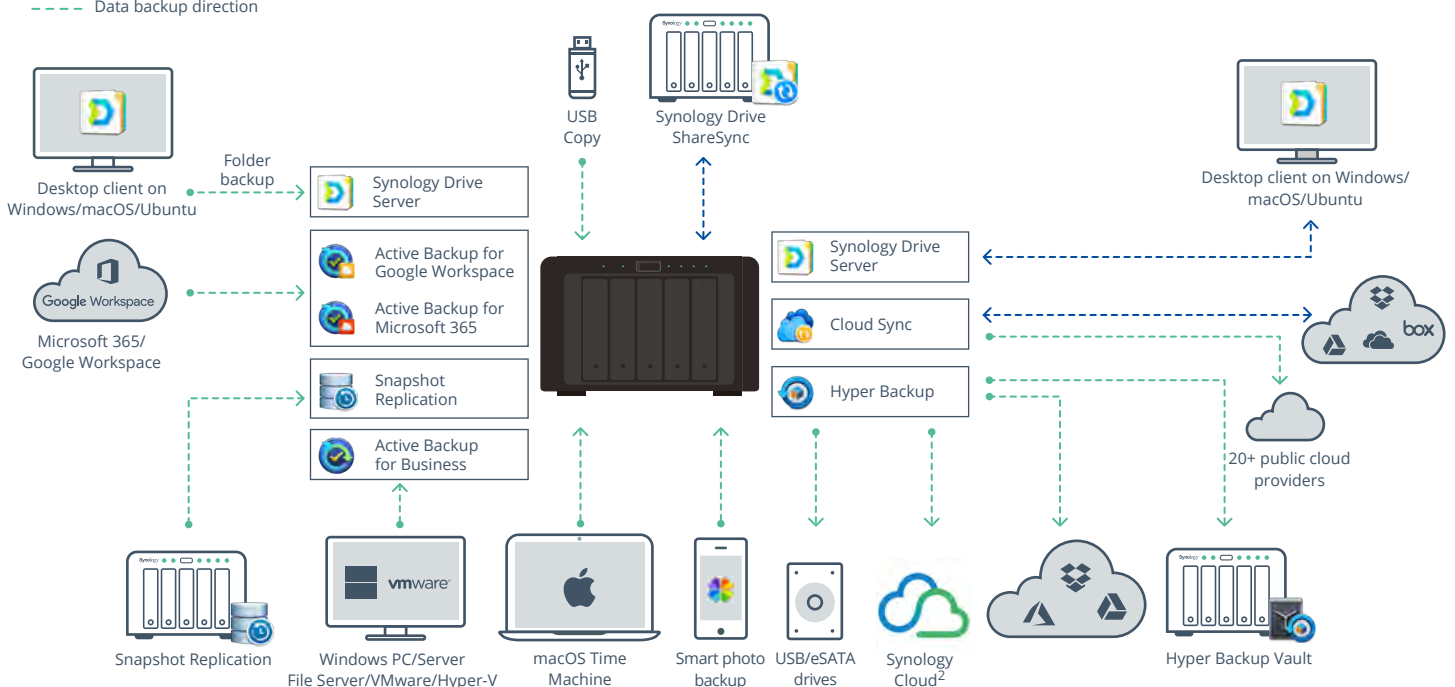 Data backup direction
USB
Copy
Synology Drive
ShareSync
Synology
Desktop client on
Windows/macOS/Ubuntu
Folder
backup
Synology Drive
Server
Active Backup for
Google Workspace
Active Backup for
Microsoft 365
Google Workspace
Microsoft 365/
Google Workspace
Snapshot
Replication
Active Backup
for Business
Desktop client on Windows/
macOS/Ubuntu
Synology Drive
Server
Cloud Sync
Hyper Backup
box
20+ public cloud
providers
Synology
Snapshot Replication
vmware
Windows PC/Server
File Server/VMware/Hyper-V
macOS Time
Machine
Smart photo
backup
USB/eSATA
drives
Synology
Cloud2
Synology
Hyper Backup Vault